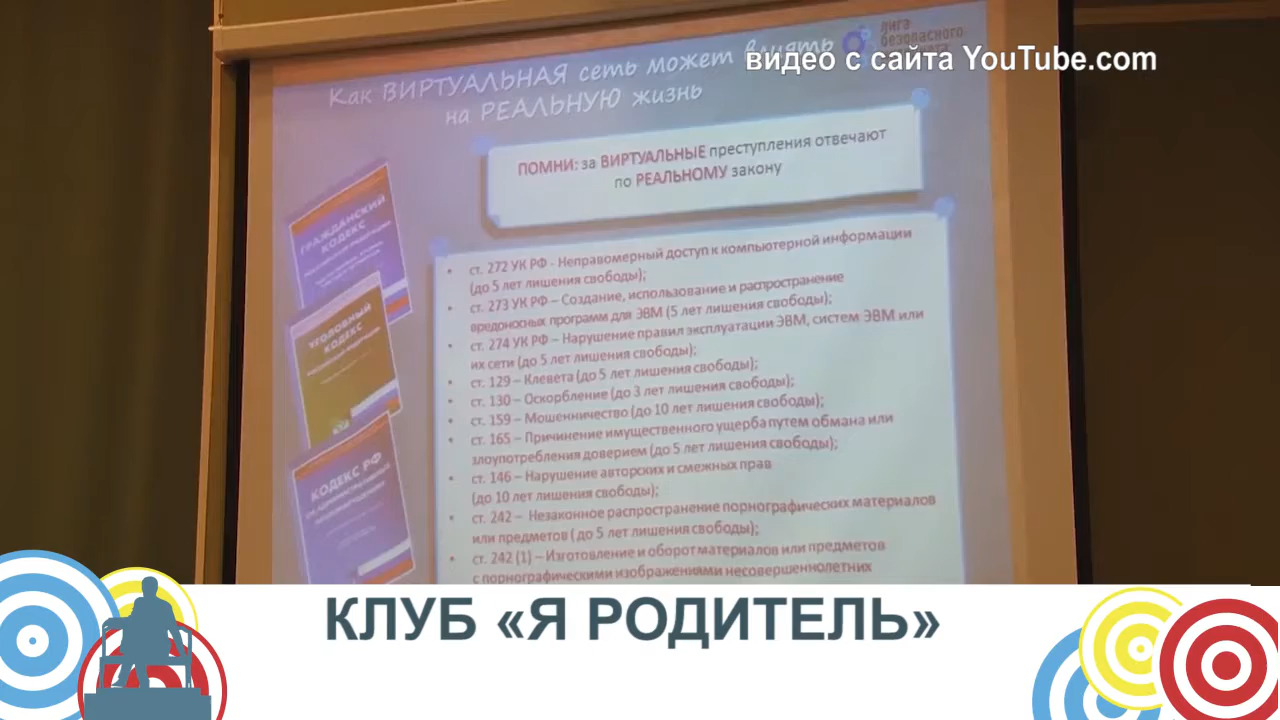 лига
безопасного
видео с сайта YouTube.com
Как ВИРТУАЛЬНАЯ сеть может влиять
на РЕАЛЬНУЮ жизнь
ПОМНИ: за ВИРТУАЛЬНЫЕ преступления отвечают
по РЕАЛЬНОМУ закону
ГРАЖДАНСКИЙ
КОДЕКС
УГОЛОВНЫЙ
КОДЕКС
КОДЕКС РФ
• ст. 272 УК РФ - Неправомерный доступ к компьютерной информации
(до 5 лет лишения свободы);
• ст. 273 УК РФ – Создание, использование и распространение
вредоносных программ для ЭВМ (5 лет лишения свободы);
• ст. 274 УК РФ – Нарушение правил эксплуатации ЭВМ, систем ЭВМ или
их сети (до 5 лет лишения свободы);
• ст. 129 – Клевета (до 5 лет лишения свободы);
• ст. 130 – Оскорбление (до 3 лет лишения свободы);
• ст. 159 – Мошенничество (до 10 лет лишения свободы);
• ст. 165 – Причинение имущественного ущерба путем обмана или
злоупотребления доверием (до 5 лет лишения свободы);
• ст. 146 – Нарушение авторских и смежных прав
(до 10 лет лишения свободы);
• ст. 242 – Незаконное распространение порнографических материалов
или предметов ( до 5 лет лишения свободы);
• ст. 242 (1) – Изготовление и оборот материалов или предметов
с порнографическими изображениями несовершеннолетних
КЛУБ «Я РОДИТЕЛЬ»